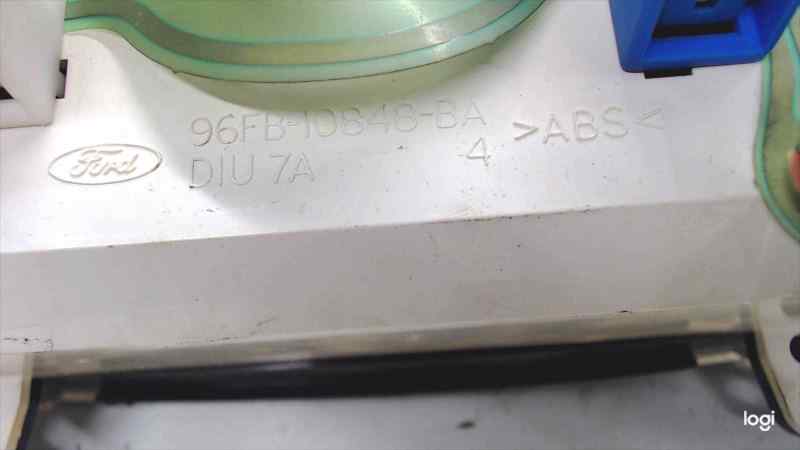 Ford
96FB-10848-BA
DIU 7A
4
>ABS<
logi